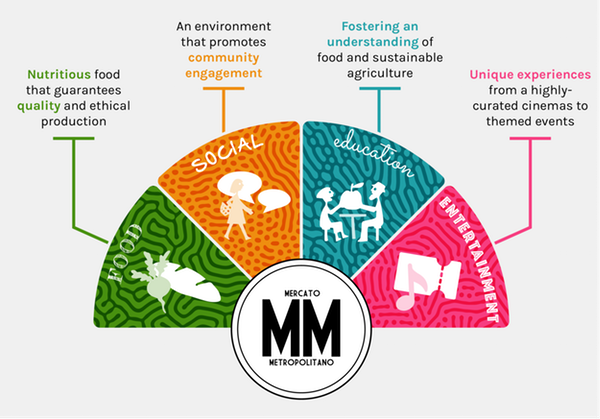 Nutritious food
that guarantees
quality and ethical
production
An environment
that promotes
community
engagement
Fostering an
understanding of
food and sustainable
agriculture
Unique experiences
from a highly-
curated cinemas to
themed events
FOOD
SOCIAL
education
ENTERTAINMENT
MERCATO
MM
METROPOLITANO